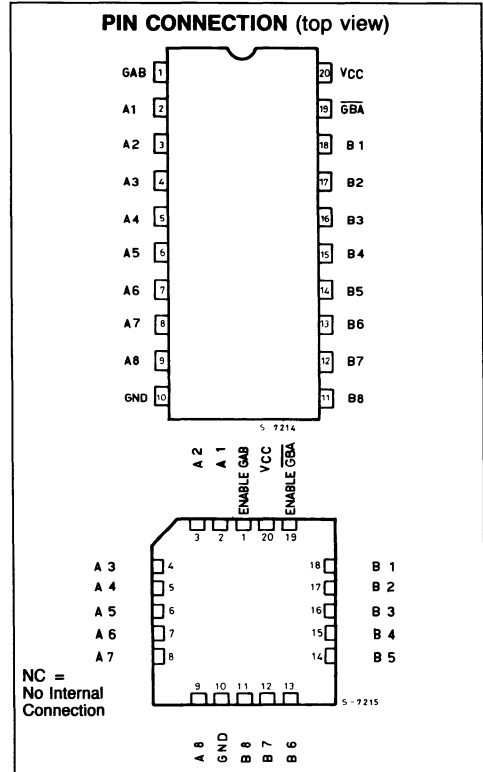 PIN CONNECTION (top view)
GAB 1 20 VCC
A1 2 19 G̅B̅A̅
A2 3 18 B1
A3 4 17 B2
A4 5 16 B3
A5 6 15 B4
A6 7 14 B5
A7 8 13 B6
A8 9 12 B7
GND 10 11 B8
S-7214
A2 A1 ENABLE GAB VCC ENABLE G̅B̅A̅
3 2 1 20 19
A3 4 18 B1
A4 5 17 B2
A5 6 16 B3
A6 7 15 B4
A7 8 14 B5
NC =
No Internal
Connection
9 10 11 12 13
S-7215
A8 GND B8 B7 B6